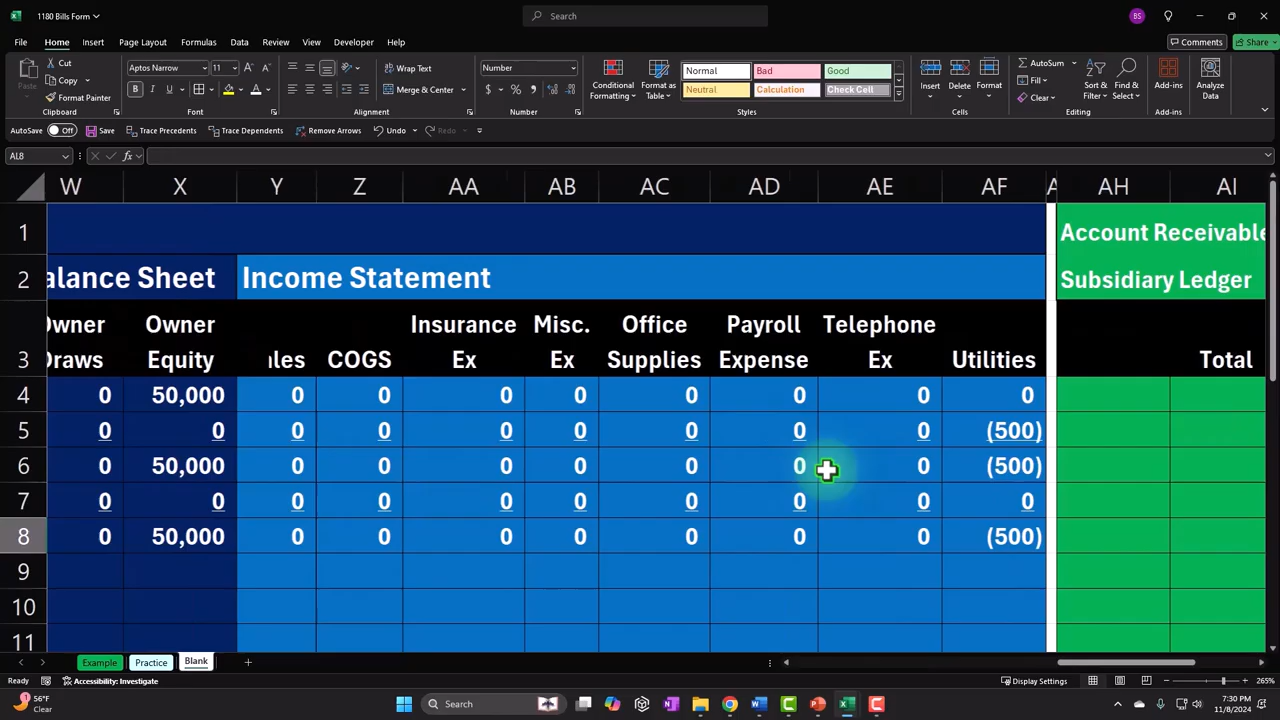 1180 Bills Form
Search
BS
File Home Insert Page Layout Formulas Data Review View Developer Help
Comments Share
Paste
Cut
Copy
Format Painter
Clipboard
Aptos Narrow 11
Font
Wrap Text
Merge & Center
Alignment
Number
Number
Conditional Formatting
Format as Table
Normal Bad Good
Neutral Calculation Check Cell
Styles
Insert Delete Format
Cells
AutoSum
Fill
Clear
Sort & Filter
Find & Select
Editing
Add-ins
Add-ins
Analyze Data
AutoSave Off Save Trace Precedents Trace Dependents Remove Arrows Undo Redo
AL8 fx
W X Y Z AA AB AC AD AE AF AH AI
1 Account Receivable
2 alance Sheet Income Statement Subsidiary Ledger
Owner Owner Insurance Misc. Office Payroll Telephone
3 Draws Equity ales COGS Ex Ex Supplies Expense Ex Utilities Total
4 0 50,000 0 0 0 0 0 0 0 0
5 0 0 0 0 0 0 0 0 0 (500)
6 0 50,000 0 0 0 0 0 0 0 (500)
7 0 0 0 0 0 0 0 0 0 0
8 0 50,000 0 0 0 0 0 0 0 (500)
9
10
11
Example Practice Blank
Ready Accessibility: Investigate Display Settings 265%
56°F
Clear
Search
7:30 PM
11/8/2024